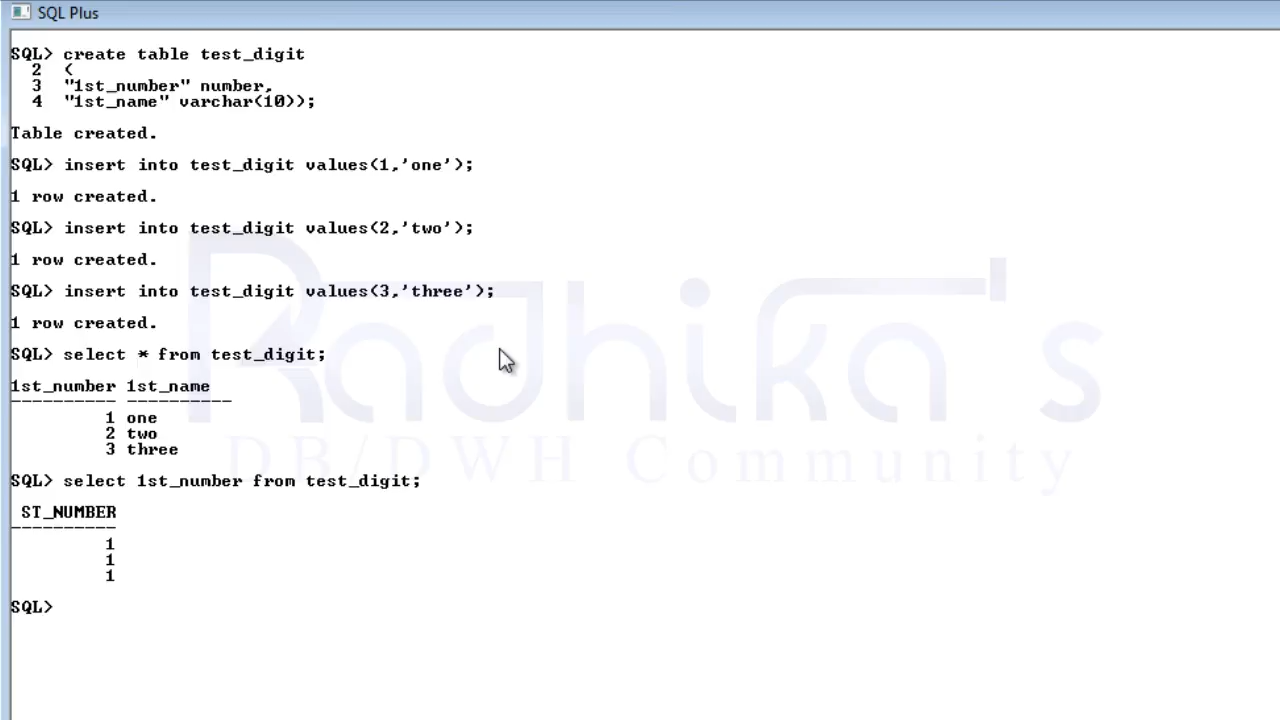 SQL Plus
SQL> create table test_digit
2 (
3 "1st_number" number,
4 "1st_name" varchar(10));
Table created.
SQL> insert into test_digit values(1,'one');
1 row created.
SQL> insert into test_digit values(2,'two');
1 row created.
SQL> insert into test_digit values(3,'three');
1 row created.
SQL> select * from test_digit;
1st_number 1st_name
---------- ----------
1 one
2 two
3 three
SQL> select 1st_number from test_digit;
ST_NUMBER
----------
1
1
1
SQL>
Radhika's
DB/DWH Community